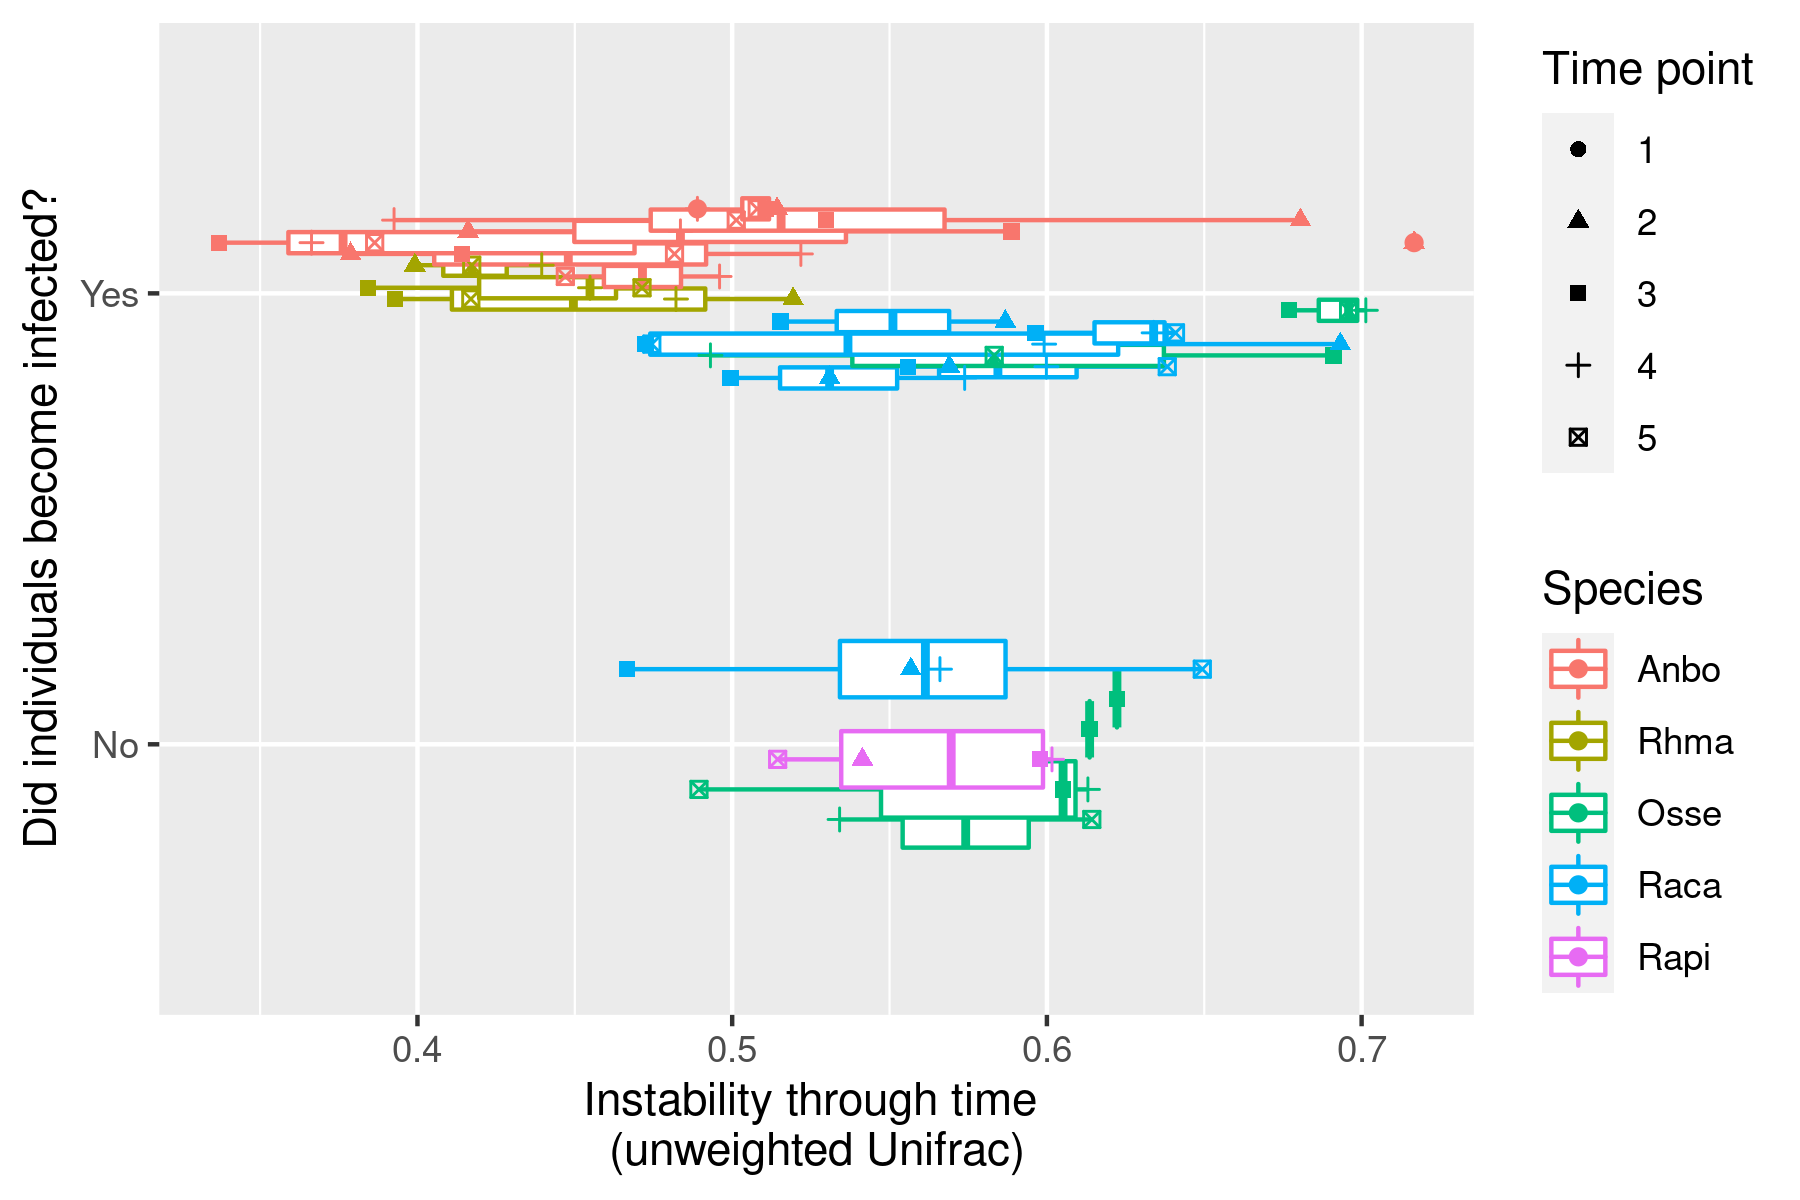 Did individuals become infected?
Yes
No
0.4
0.5
0.6
0.7
Instability through time
(unweighted Unifrac)
Time point
1
2
3
4
5
Species
Anbo
Rhma
Osse
Raca
Rapi